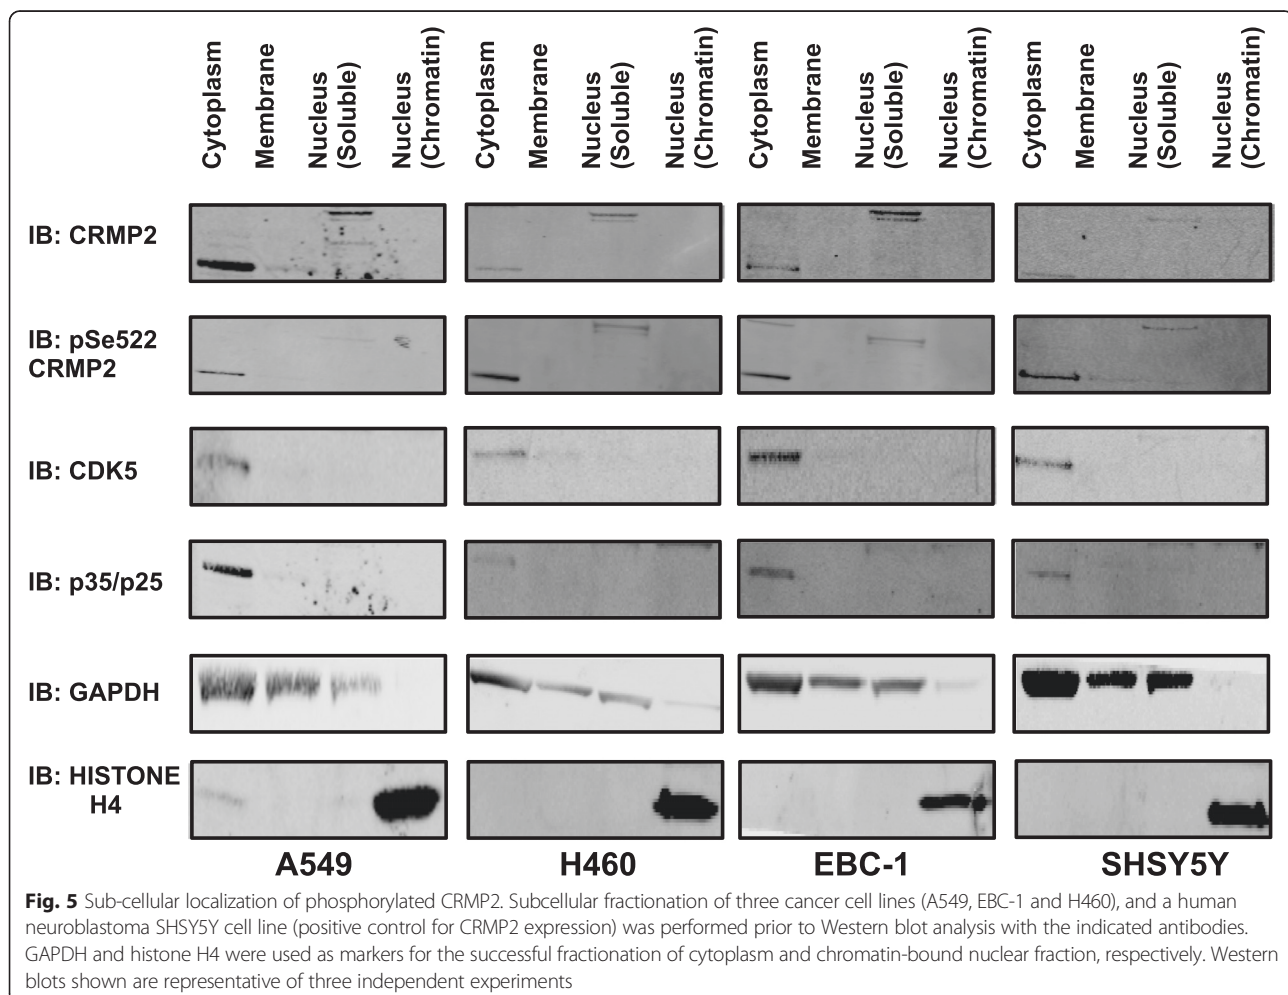 Cytoplasm
Membrane
Nucleus
(Soluble)
Nucleus
(Chromatin)
Cytoplasm
Membrane
Nucleus
(Soluble)
Nucleus
(Chromatin)
Cytoplasm
Membrane
Nucleus
(Soluble)
Nucleus
(Chromatin)
Cytoplasm
Membrane
Nucleus
(Soluble)
Nucleus
(Chromatin)
IB: CRMP2
IB: pSe522
CRMP2
IB: CDK5
IB: p35/p25
IB: GAPDH
IB: HISTONE
H4
A549
H460
EBC-1
SHSY5Y
Fig. 5 Sub-cellular localization of phosphorylated CRMP2. Subcellular fractionation of three cancer cell lines (A549, EBC-1 and H460), and a human
neuroblastoma SHSY5Y cell line (positive control for CRMP2 expression) was performed prior to Western blot analysis with the indicated antibodies.
GAPDH and histone H4 were used as markers for the successful fractionation of cytoplasm and chromatin-bound nuclear fraction, respectively. Western
blots shown are representative of three independent experiments